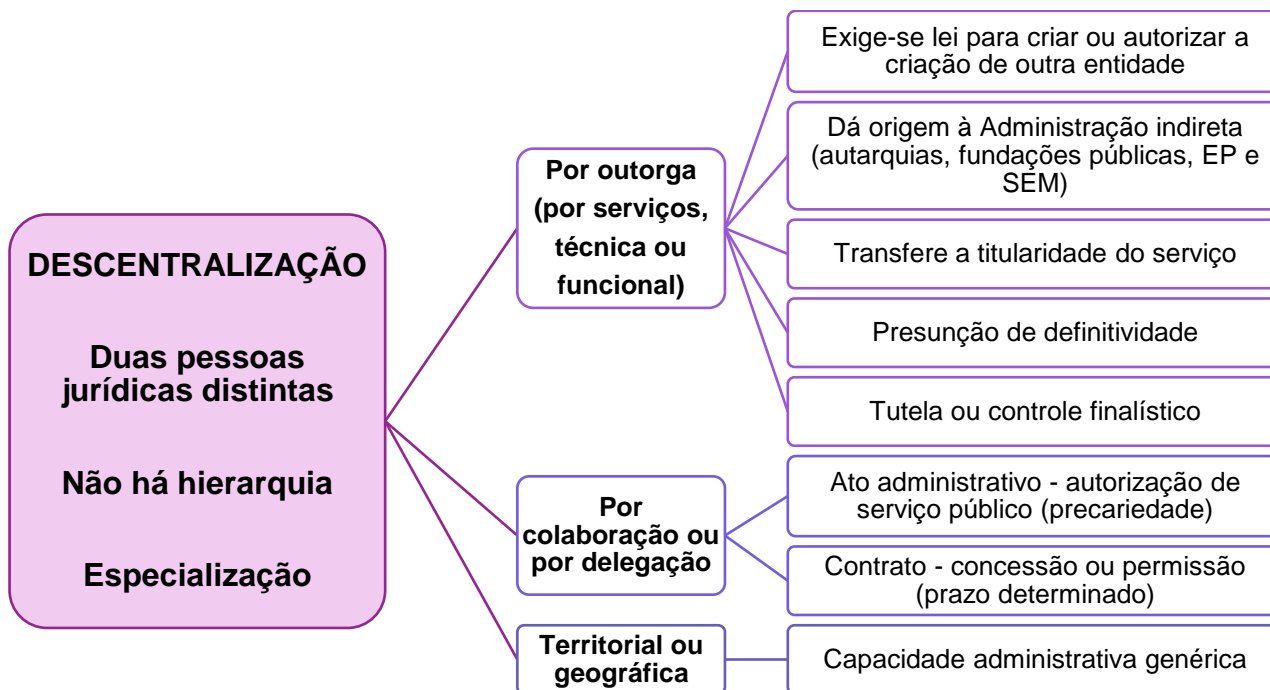 DESCENTRALIZAÇÃO
Duas pessoas
jurídicas distintas
Não há hierarquia
Especialização
Por outorga
(por serviços,
técnica ou
funcional)
Exige-se lei para criar ou autorizar a
criação de outra entidade
Dá origem à Administração indireta
(autarquias, fundações públicas, EP e
SEM)
Transfere a titularidade do serviço
Presunção de definitividade
Tutela ou controle finalístico
Por
colaboração ou
por delegação
Ato administrativo - autorização de
serviço público (precariedade)
Contrato - concessão ou permissão
(prazo determinado)
Territorial ou
geográfica
Capacidade administrativa genérica